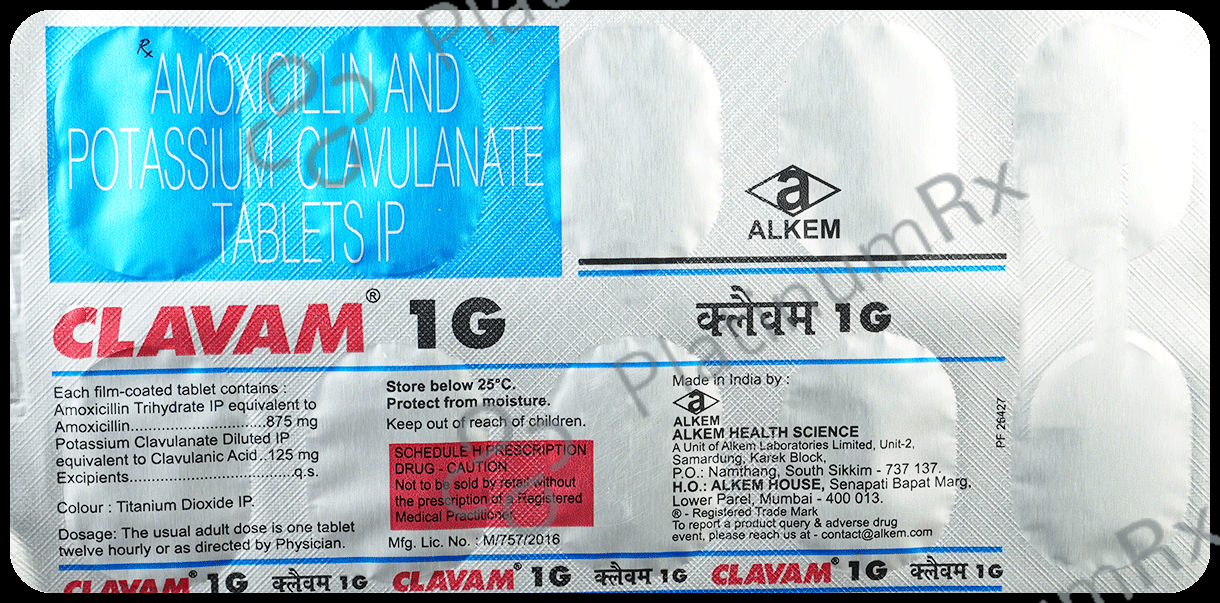 Rx
AMOXICILLIN AND
POTASSIUM CLAVULANATE
TABLETS IP
a
ALKEM
CLAVAM® 1G
क्लैवम 1G
Each film-coated tablet contains :
Amoxicillin Trihydrate IP equivalent to
Amoxicillin..............................875 mg
Potassium Clavulanate Diluted IP
equivalent to Clavulanic Acid..125 mg
Excipients....................................q.s.
Colour : Titanium Dioxide IP.
Dosage: The usual adult dose is one tablet
twelve hourly or as directed by Physician.
Store below 25°C.
Protect from moisture.
Keep out of reach of children.
SCHEDULE H PRESCRIPTION
DRUG - CAUTION
Not to be sold by retail without
the prescription of a Registered
Medical Practitioner.
Mfg. Lic. No. : M/757/2016
Made in India by :
a
ALKEM
ALKEM HEALTH SCIENCE
A Unit of Alkem Laboratories Limited, Unit-2,
Samardung, Karek Block,
P.O.: Namthang, South Sikkim - 737 137.
H.O.: ALKEM HOUSE, Senapati Bapat Marg,
Lower Parel, Mumbai - 400 013.
® - Registered Trade Mark
To report a product query & adverse drug
event, please reach us at - contact@alkem.com
PF 26427
CLAVAM® 1G क्लैवम 1G CLAVAM® 1G क्लैवम 1G CLAVAM® 1G क्लैवम 1G
PlatinumRx
PlatinumRx
PlatinumRx
inumRx